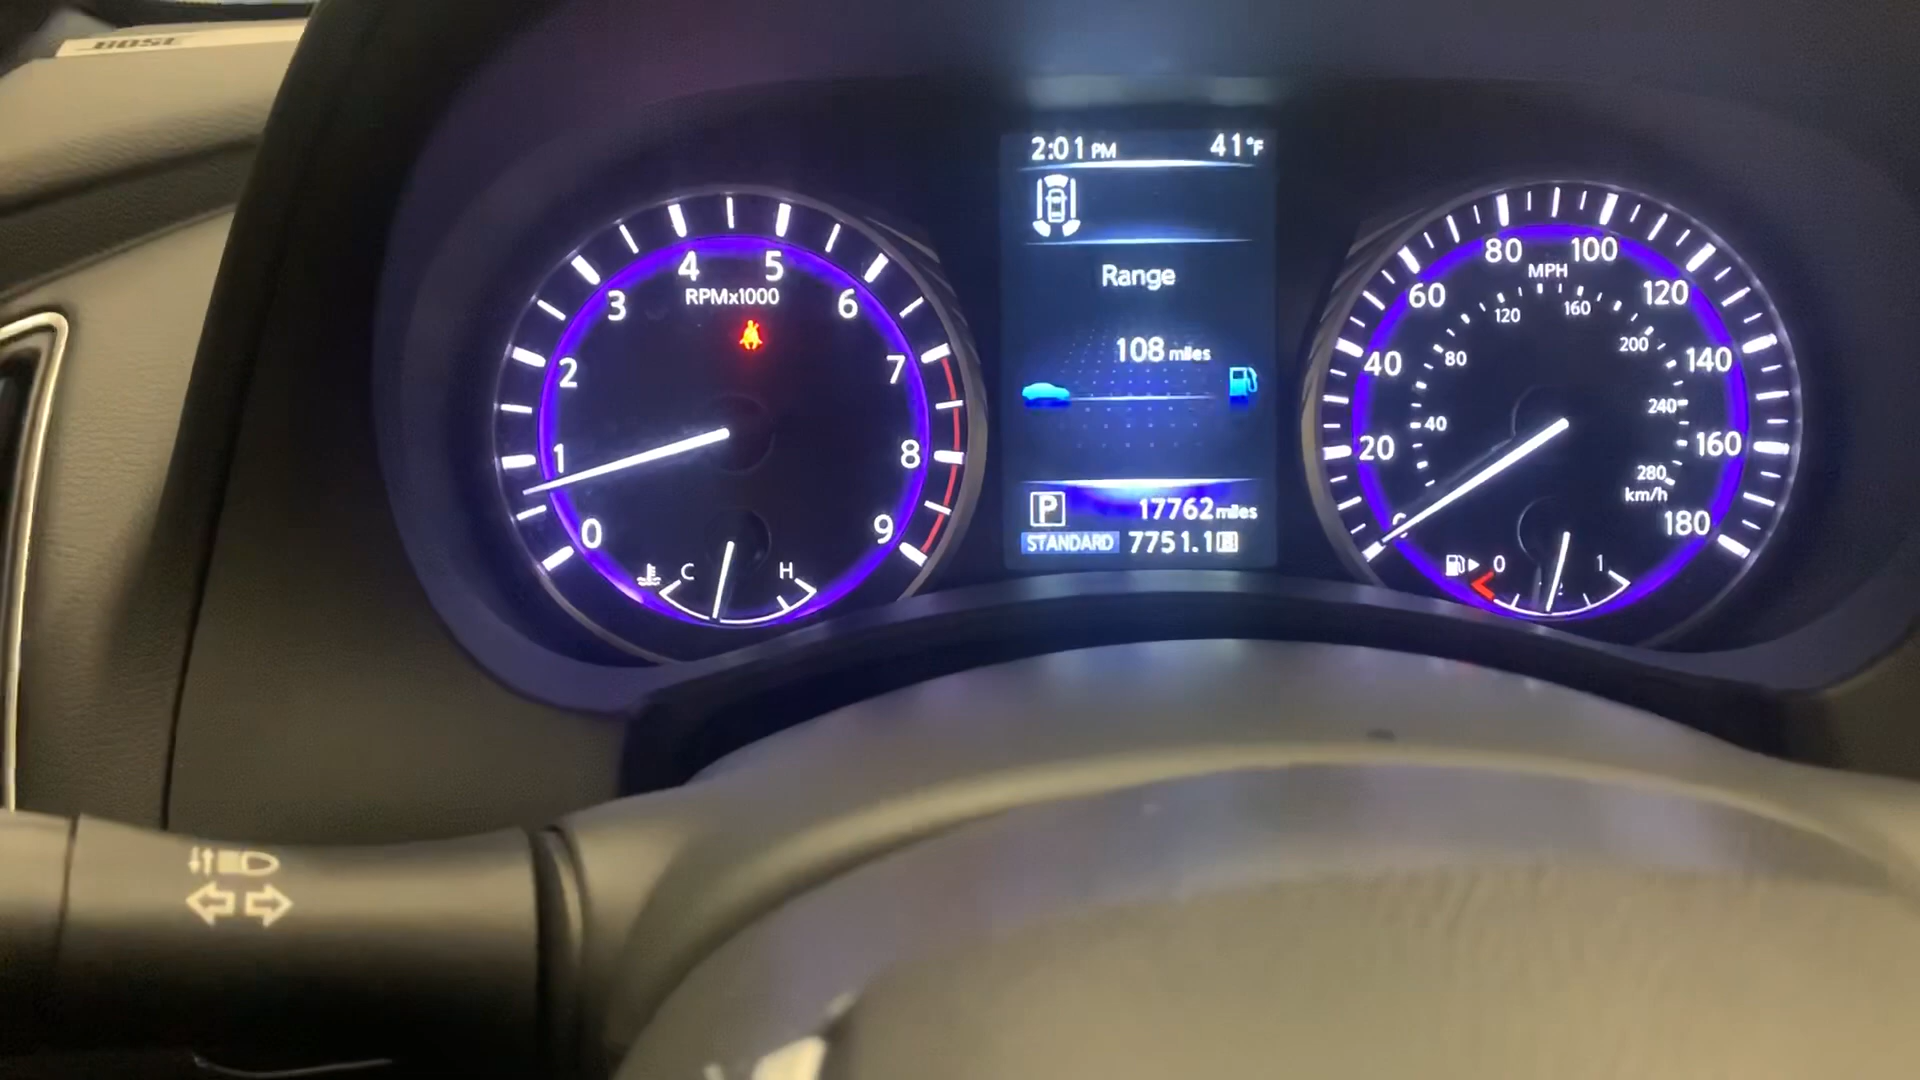 BOSE
2:01 PM 41°F
Range
108 miles
P 17762 miles
STANDARD 7751.1 B
0 1 2 3 4 5 6 7 8 9
RPMx1000
C H
20 40 60 80 100 120 140 160 180
MPH
40 80 120 160 200 240 280
km/h
0 1